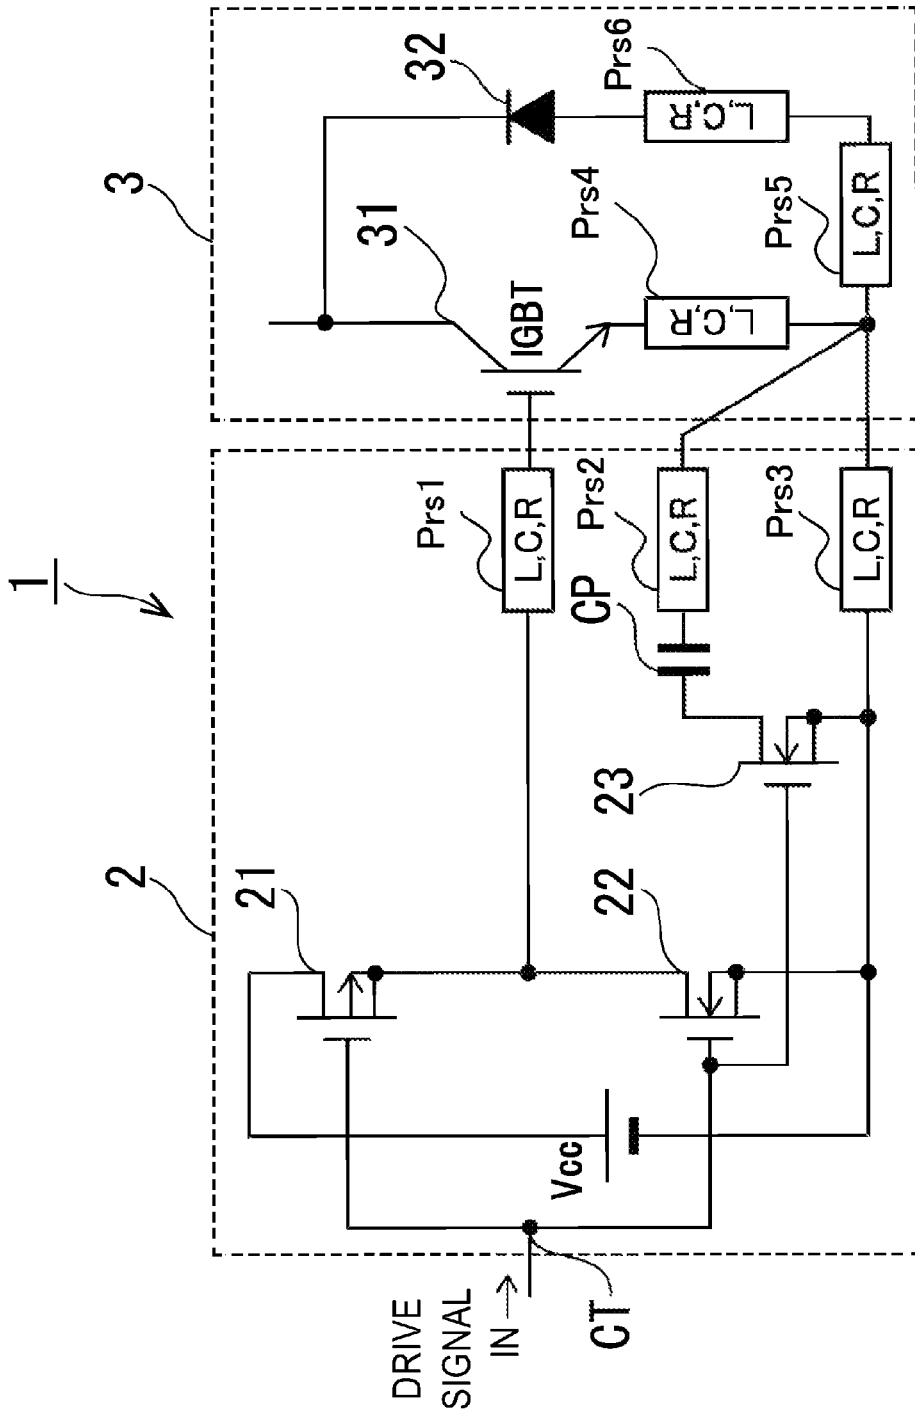 1
2
3
21
22
23
31
32
Prs1
Prs2
Prs3
Prs4
Prs5
Prs6
L,C,R
L,C,R
L,C,R
L,C,R
L,C,R
L,C,R
CP
IGBT
Vcc
CT
DRIVE
SIGNAL
IN